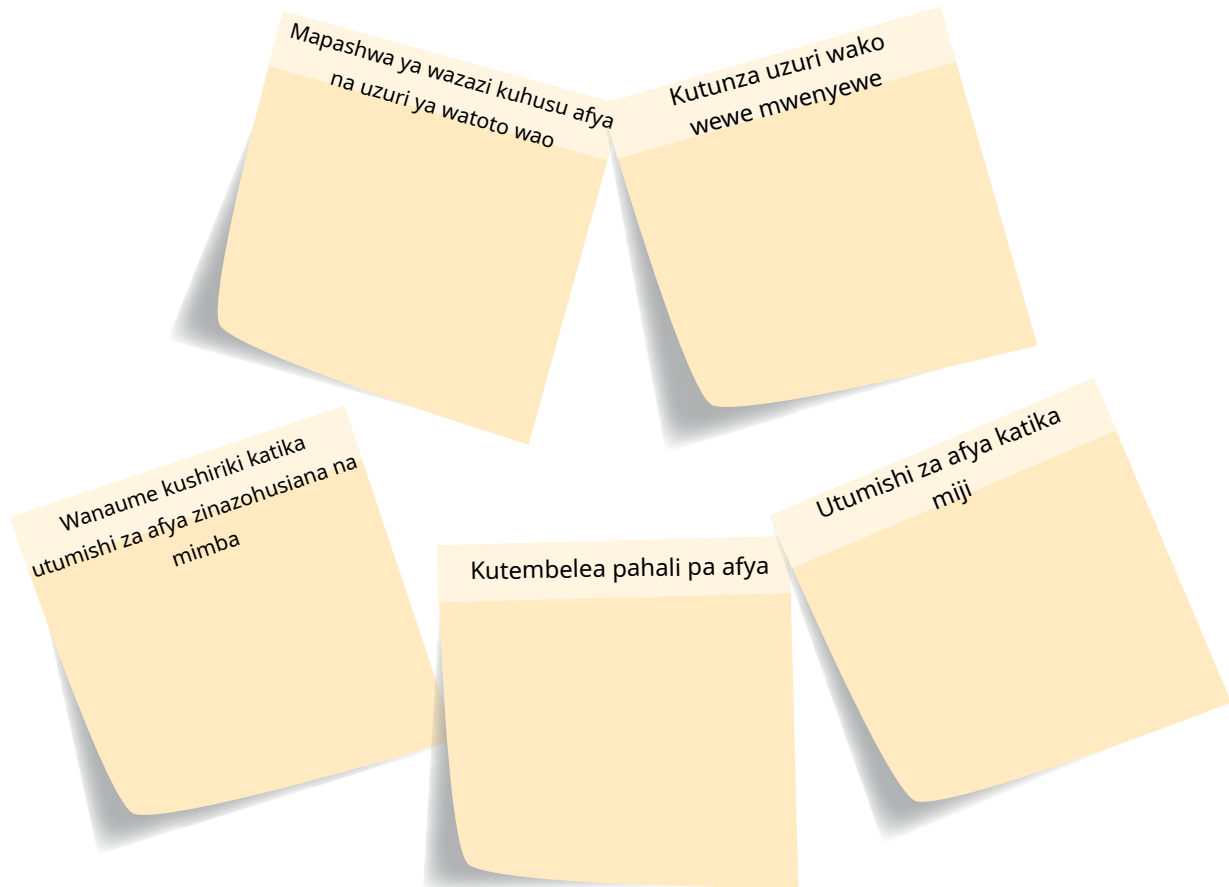 Mapashwa ya wazazi kuhusu afya
na uzuri ya watoto wao
Kutunza uzuri wako
wewe mwenyewe
Wanaume kushiriki katika
utumishi za afya zinazohusiana na
mimba
Kutembelea pahali pa afya
Utumishi za afya katika
miji